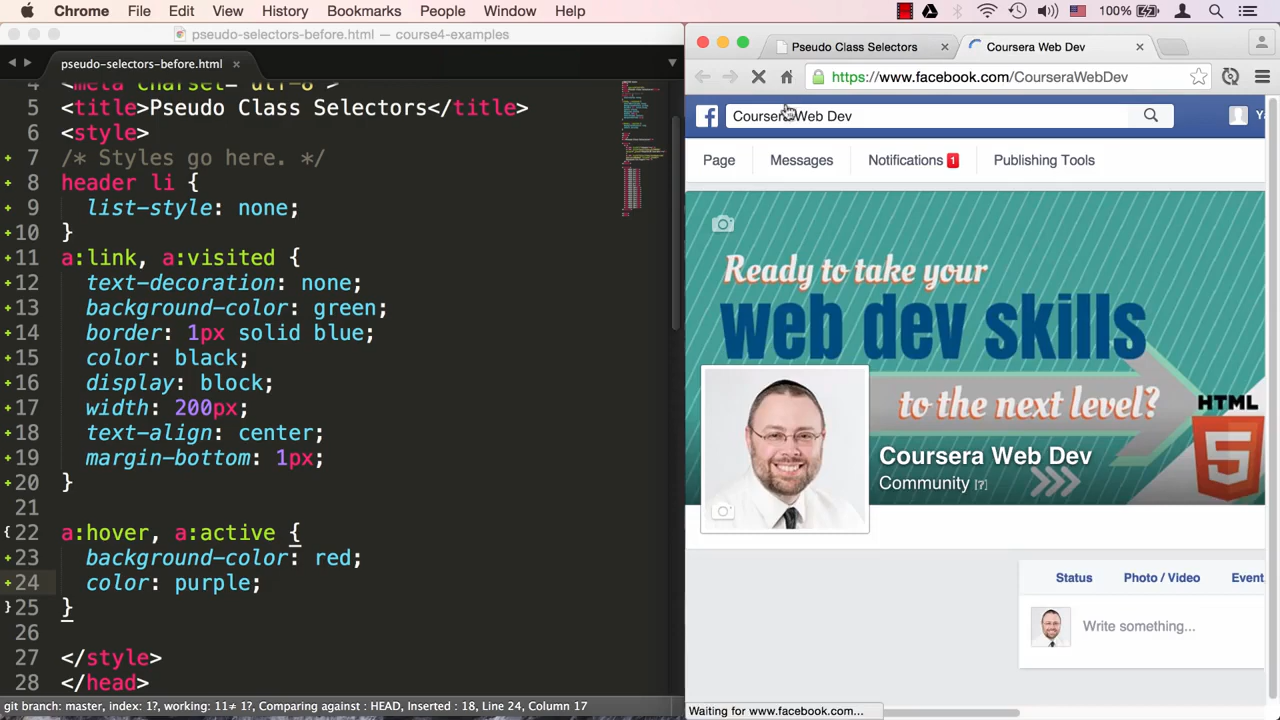 Chrome File Edit View History Bookmarks People Window Help 100%
pseudo-selectors-before.html — course4-examples
pseudo-selectors-before.html ×
4 <meta charset="utf-8">
5 <title>Pseudo Class Selectors</title>
6 <style>
7 /* Styles go here. */
8 header li {
9 list-style: none;
10 }
11 a:link, a:visited {
12 text-decoration: none;
13 background-color: green;
14 border: 1px solid blue;
15 color: black;
16 display: block;
17 width: 200px;
18 text-align: center;
19 margin-bottom: 1px;
20 }
21
22 a:hover, a:active {
23 background-color: red;
24 color: purple;
25 }
26
27 </style>
28 </head>
git branch: master, index: 1?, working: 11≠ 1?, Comparing against : HEAD, Inserted : 18, Line 24, Column 17
Pseudo Class Selectors × Coursera Web Dev ×
https://www.facebook.com/CourseraWebDev
Coursera Web Dev
Page Messages Notifications 1 Publishing Tools
Ready to take your
web dev skills
to the next level?
HTML
5
Coursera Web Dev
Community [?]
Status Photo / Video Event
Write something...
Waiting for www.facebook.com...